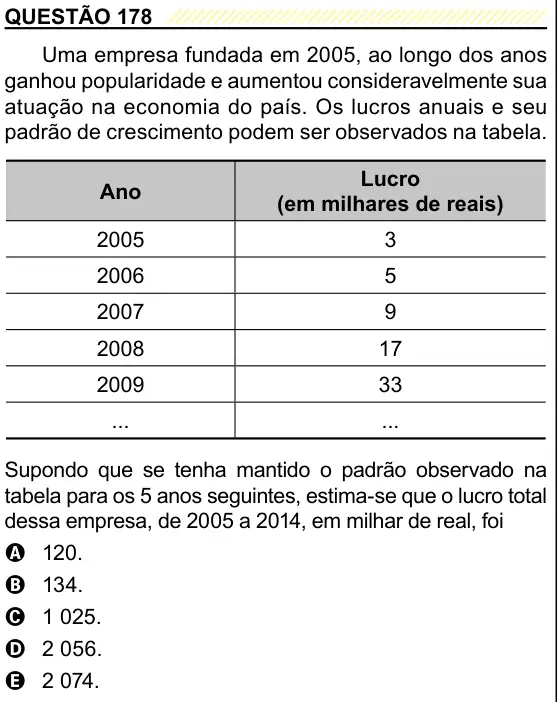 QUESTÃO 178
Uma empresa fundada em 2005, ao longo dos anos
ganhou popularidade e aumentou consideravelmente sua
atuação na economia do país. Os lucros anuais e seu
padrão de crescimento podem ser observados na tabela.
Ano Lucro
(em milhares de reais)
2005 3
2006 5
2007 9
2008 17
2009 33
... ...
Supondo que se tenha mantido o padrão observado na
tabela para os 5 anos seguintes, estima-se que o lucro total
dessa empresa, de 2005 a 2014, em milhar de real, foi
A 120.
B 134.
C 1 025.
D 2 056.
E 2 074.